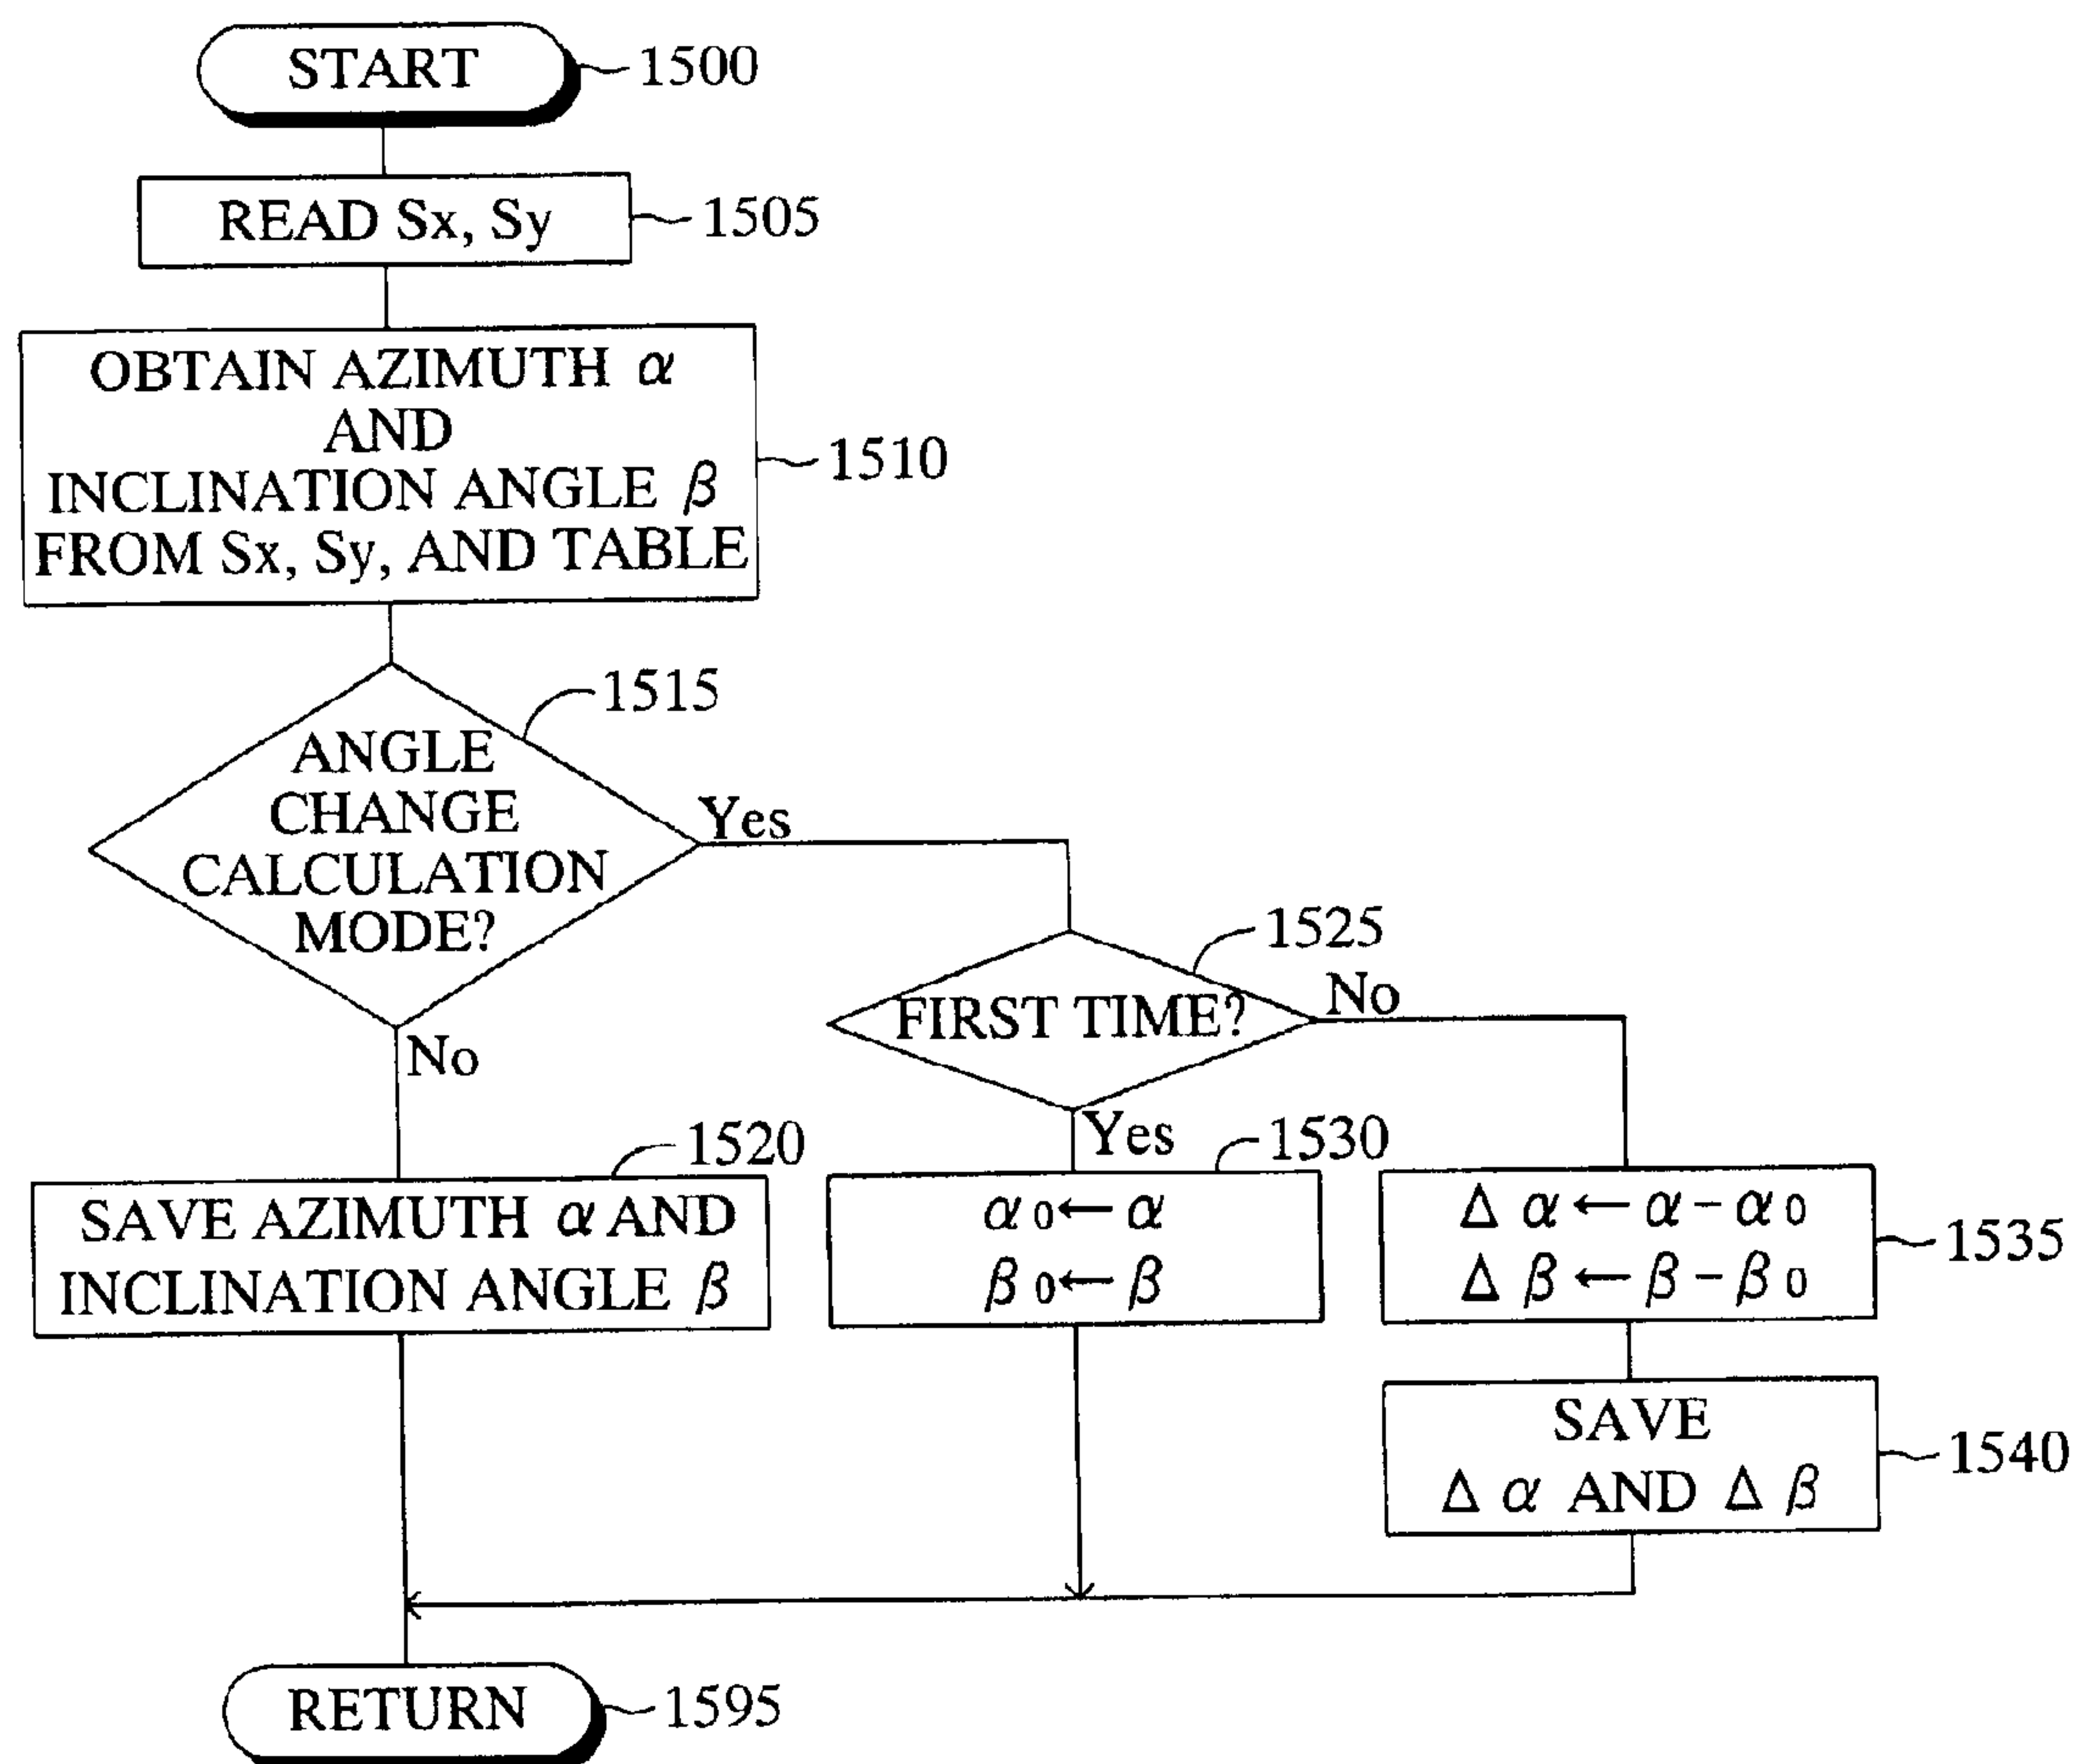 START
1500
READ Sx, Sy
1505
OBTAIN AZIMUTH α
AND
INCLINATION ANGLE β
FROM Sx, Sy, AND TABLE
1510
1515
ANGLE
CHANGE
CALCULATION
MODE?
Yes
No
1525
FIRST TIME?
No
Yes
1520
SAVE AZIMUTH α AND
INCLINATION ANGLE β
1530
α0←α
β0←β
Δα←α-α0
Δβ←β-β0
1535
SAVE
Δα AND Δβ
1540
RETURN
1595